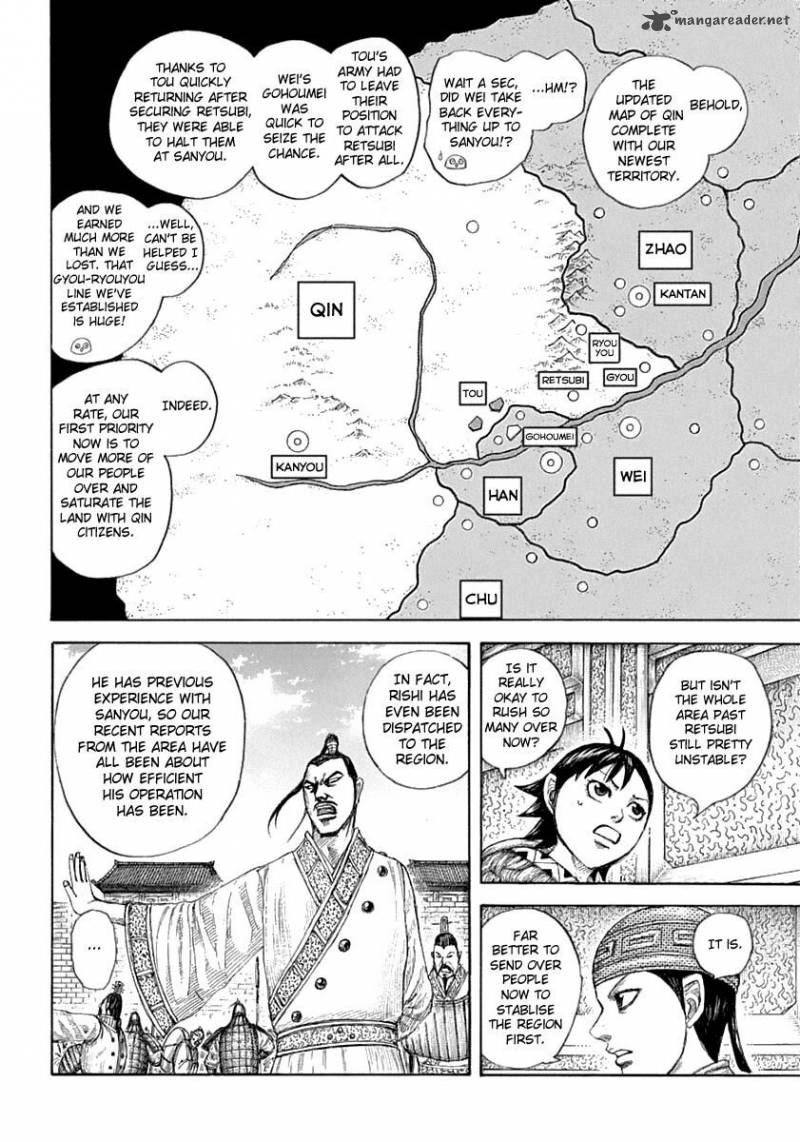 mangareader.net
BEHOLD,
THE
UPDATED
MAP OF QIN
COMPLETE
WITH OUR
NEWEST
TERRITORY.
...HM!?
WAIT A SEC,
DID WEI TAKE
BACK EVERY-
THING UP TO
SANYOU!?
TOU'S
ARMY HAD
TO LEAVE
THEIR
POSITION
TO ATTACK
RETSUBI
AFTER ALL.
WEI'S
GOHOUMEI
WAS
QUICK TO
SEIZE THE
CHANCE.
THANKS TO
TOU QUICKLY
RETURNING AFTER
SECURING RETSUBI,
THEY WERE ABLE
TO HALT THEM
AT SANYOU.
...WELL,
CAN'T BE
HELPED I
GUESS...
AND WE
EARNED
MUCH MORE
THAN WE
LOST. THAT
GYOU-RYOUYOU
LINE WE'VE
ESTABLISHED
IS HUGE!
INDEED.
AT ANY
RATE, OUR
FIRST PRIORITY
NOW IS TO
MOVE MORE
OF OUR PEOPLE
OVER AND
SATURATE THE
LAND WITH QIN
CITIZENS.
ZHAO
KANTAN
QIN
RYOU
YOU
RETSUBI
GYOU
TOU
GOHOUMEI
KANYOU
WEI
HAN
CHU
BUT ISN'T
THE WHOLE
AREA PAST
RETSUBI
STILL PRETTY
UNSTABLE?
IS IT
REALLY
OKAY TO
RUSH SO
MANY OVER
NOW?
IT IS.
FAR
BETTER TO
SEND OVER
PEOPLE
NOW TO
STABLISE
THE REGION
FIRST.
IN FACT,
RISHI HAS
EVEN BEEN
DISPATCHED
TO THE
REGION.
HE HAS PREVIOUS
EXPERIENCE WITH
SANYOU, SO OUR
RECENT REPORTS
FROM THE AREA HAVE
ALL BEEN ABOUT
HOW EFFICIENT
HIS OPERATION
HAS BEEN.
...